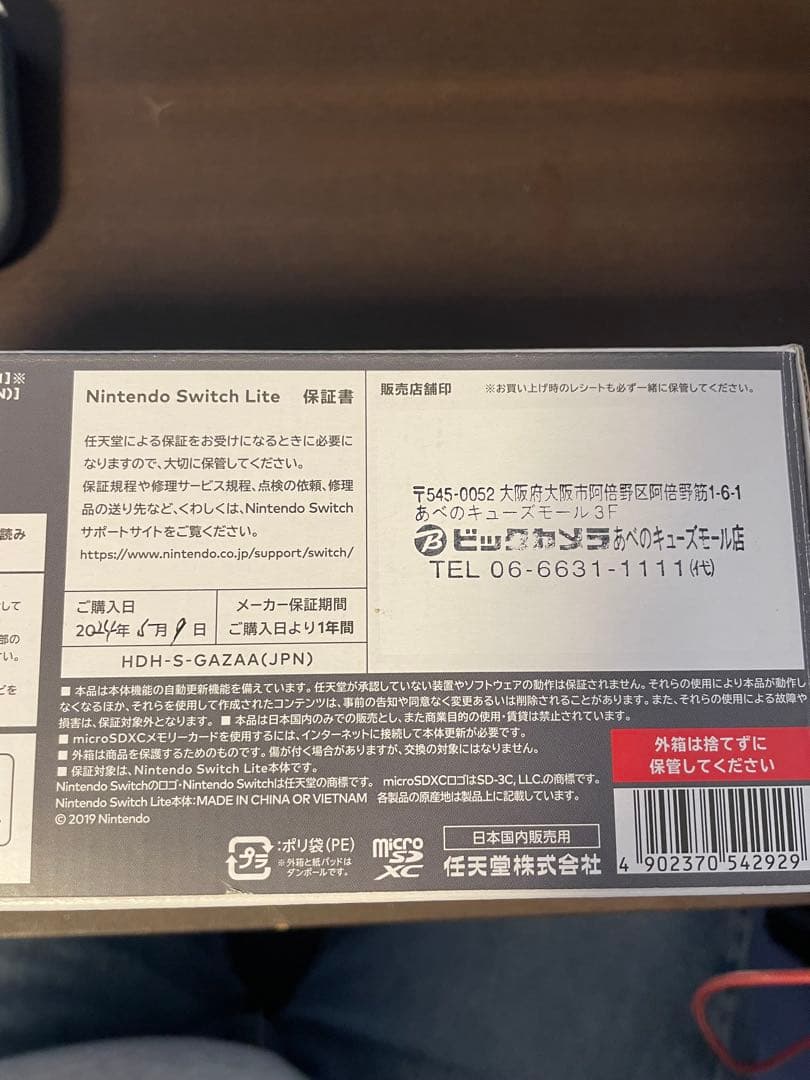 Nintendo Switch Lite 保証書
任天堂による保証をお受けになるときに必要に
なりますので、大切に保管してください。
保証規程や修理サービス規程、点検の依頼、修理
品の送り先など、くわしくは、Nintendo Switch
サポートサイトをご覧ください。
https://www.nintendo.co.jp/support/switch/
ご購入日
2024年 5月 9日
メーカー保証期間
ご購入日より1年間
HDH-S-GAZAA(JPN)
販売店舗印 ※お買い上げ時のレシートも必ず一緒に保管してください。
〒545-0052 大阪府大阪市阿倍野区阿倍野筋1-6-1
あべのキューズモール3F
B ビックカメラ あべのキューズモール店
TEL 06-6631-1111(代)
■ 本品は本体機能の自動更新機能を備えています。任天堂が承認していない装置やソフトウェアの動作は保証されません。それらの使用により本品が動作し
なくなるほか、それらを使用して作成されたコンテンツは、事前の告知や同意なく変更あるいは削除されることがあります。また、それらの使用による故障や
損害は、保証対象外となります。 ■ 本品は日本国内のみでの販売とし、また商業目的の使用・賃貸は禁止されています。
■ microSDXCメモリーカードを使用するには、インターネットに接続して本体更新が必要です。
■ 外箱は商品を保護するためのものです。傷が付く場合がありますが、交換の対象にはなりません。
■ 保証対象は、Nintendo Switch Lite本体です。
Nintendo Switchのロゴ・Nintendo Switchは任天堂の商標です。 microSDXCロゴはSD-3C, LLC.の商標です。
Nintendo Switch Lite本体:MADE IN CHINA OR VIETNAM 各製品の原産地は製品上に記載しています。
© 2019 Nintendo
外箱は捨てずに
保管してください
プラ
:ポリ袋(PE)
※外箱と紙パッドは
ダンボールです。
micro
SD
XC
日本国内販売用
任天堂株式会社
4 902370 542929